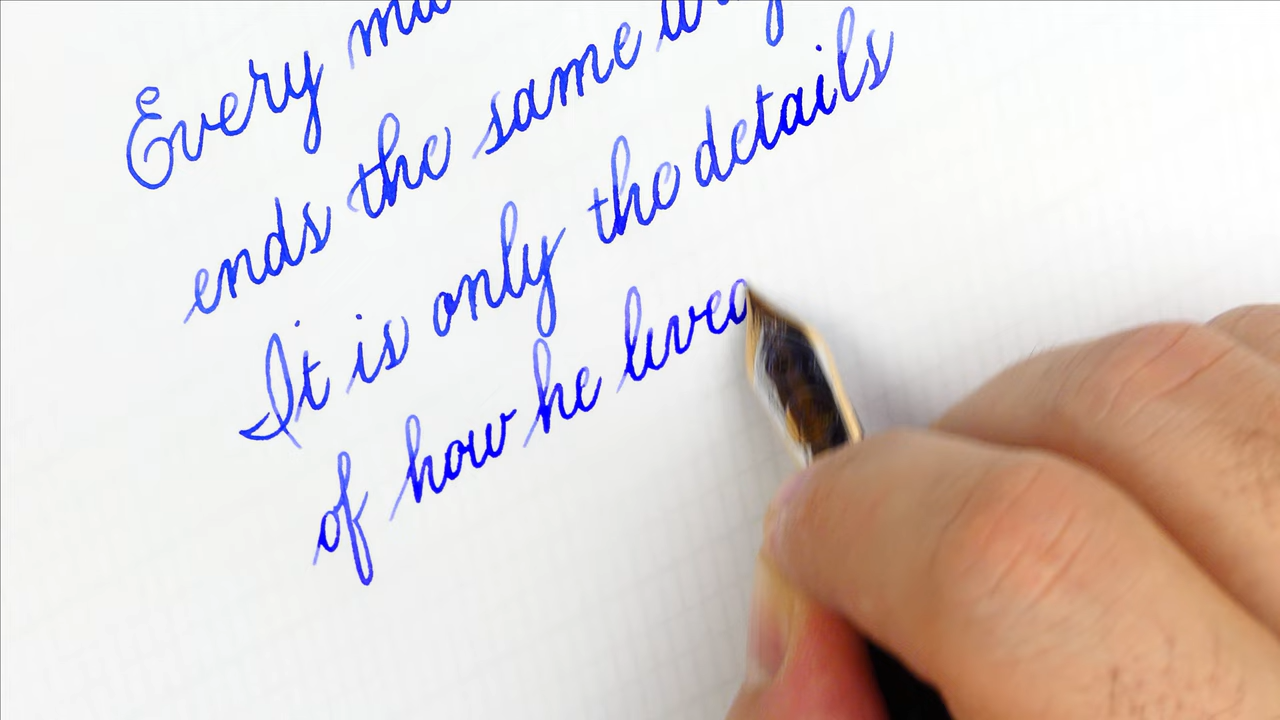 Every
ends the same
It is only the details
of how he